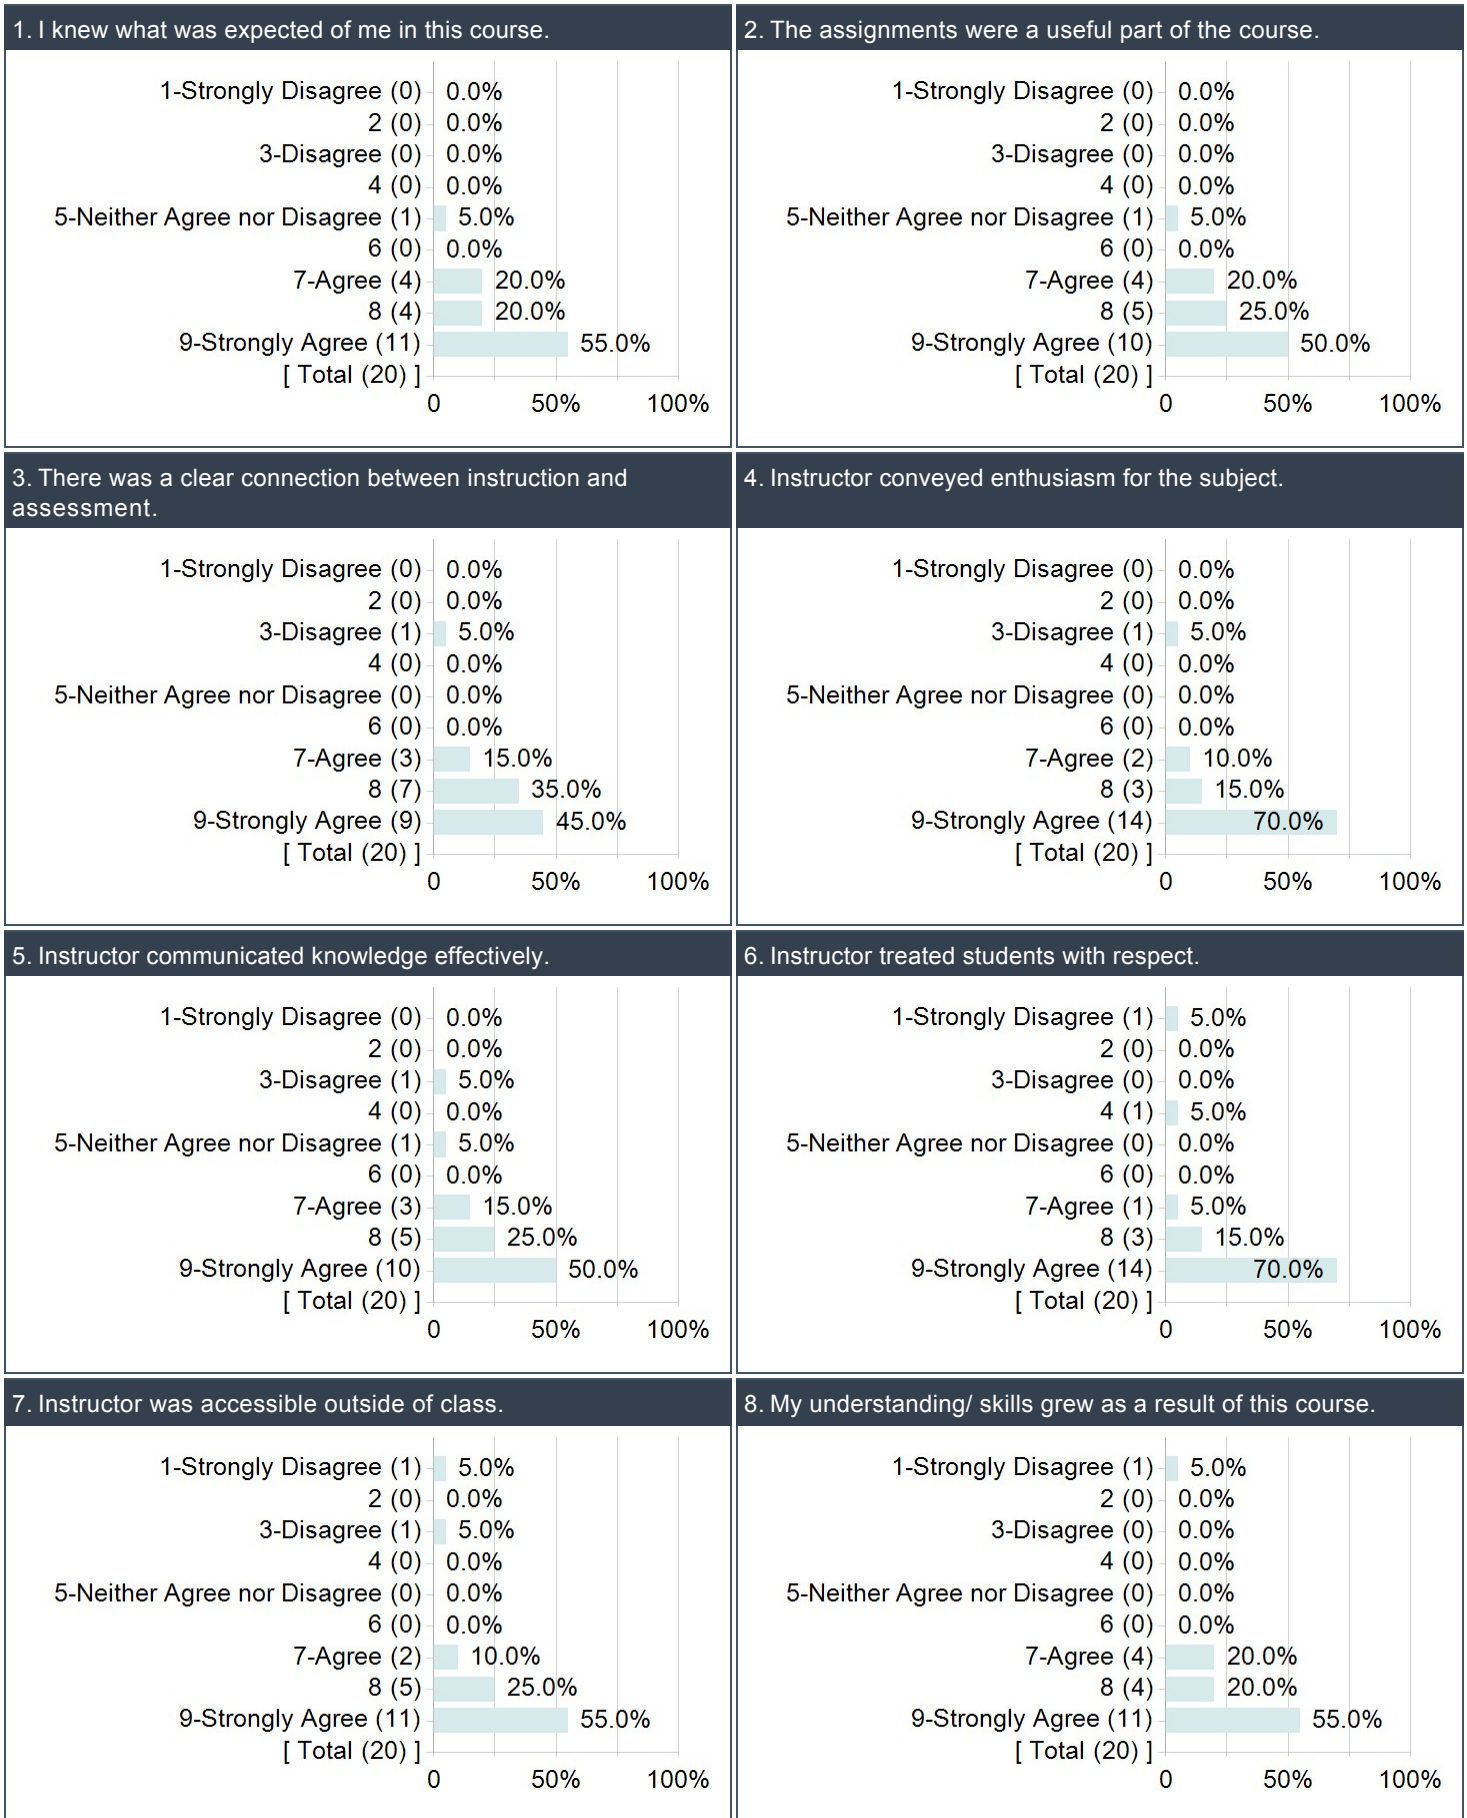 1. I knew what was expected of me in this course.
1-Strongly Disagree (0) 0.0%
2 (0) 0.0%
3-Disagree (0) 0.0%
4 (0) 0.0%
5-Neither Agree nor Disagree (1) 5.0%
6 (0) 0.0%
7-Agree (4) 20.0%
8 (4) 20.0%
9-Strongly Agree (11) 55.0%
[ Total (20) ]
0 50% 100%
2. The assignments were a useful part of the course.
1-Strongly Disagree (0) 0.0%
2 (0) 0.0%
3-Disagree (0) 0.0%
4 (0) 0.0%
5-Neither Agree nor Disagree (1) 5.0%
6 (0) 0.0%
7-Agree (4) 20.0%
8 (5) 25.0%
9-Strongly Agree (10) 50.0%
[ Total (20) ]
0 50% 100%
3. There was a clear connection between instruction and
assessment.
1-Strongly Disagree (0) 0.0%
2 (0) 0.0%
3-Disagree (1) 5.0%
4 (0) 0.0%
5-Neither Agree nor Disagree (0) 0.0%
6 (0) 0.0%
7-Agree (3) 15.0%
8 (7) 35.0%
9-Strongly Agree (9) 45.0%
[ Total (20) ]
0 50% 100%
4. Instructor conveyed enthusiasm for the subject.
1-Strongly Disagree (0) 0.0%
2 (0) 0.0%
3-Disagree (1) 5.0%
4 (0) 0.0%
5-Neither Agree nor Disagree (0) 0.0%
6 (0) 0.0%
7-Agree (2) 10.0%
8 (3) 15.0%
9-Strongly Agree (14) 70.0%
[ Total (20) ]
0 50% 100%
5. Instructor communicated knowledge effectively.
1-Strongly Disagree (0) 0.0%
2 (0) 0.0%
3-Disagree (1) 5.0%
4 (0) 0.0%
5-Neither Agree nor Disagree (1) 5.0%
6 (0) 0.0%
7-Agree (3) 15.0%
8 (5) 25.0%
9-Strongly Agree (10) 50.0%
[ Total (20) ]
0 50% 100%
6. Instructor treated students with respect.
1-Strongly Disagree (1) 5.0%
2 (0) 0.0%
3-Disagree (0) 0.0%
4 (1) 5.0%
5-Neither Agree nor Disagree (0) 0.0%
6 (0) 0.0%
7-Agree (1) 5.0%
8 (3) 15.0%
9-Strongly Agree (14) 70.0%
[ Total (20) ]
0 50% 100%
7. Instructor was accessible outside of class.
1-Strongly Disagree (1) 5.0%
2 (0) 0.0%
3-Disagree (1) 5.0%
4 (0) 0.0%
5-Neither Agree nor Disagree (0) 0.0%
6 (0) 0.0%
7-Agree (2) 10.0%
8 (5) 25.0%
9-Strongly Agree (11) 55.0%
[ Total (20) ]
0 50% 100%
8. My understanding/ skills grew as a result of this course.
1-Strongly Disagree (1) 5.0%
2 (0) 0.0%
3-Disagree (0) 0.0%
4 (0) 0.0%
5-Neither Agree nor Disagree (0) 0.0%
6 (0) 0.0%
7-Agree (4) 20.0%
8 (4) 20.0%
9-Strongly Agree (11) 55.0%
[ Total (20) ]
0 50% 100%